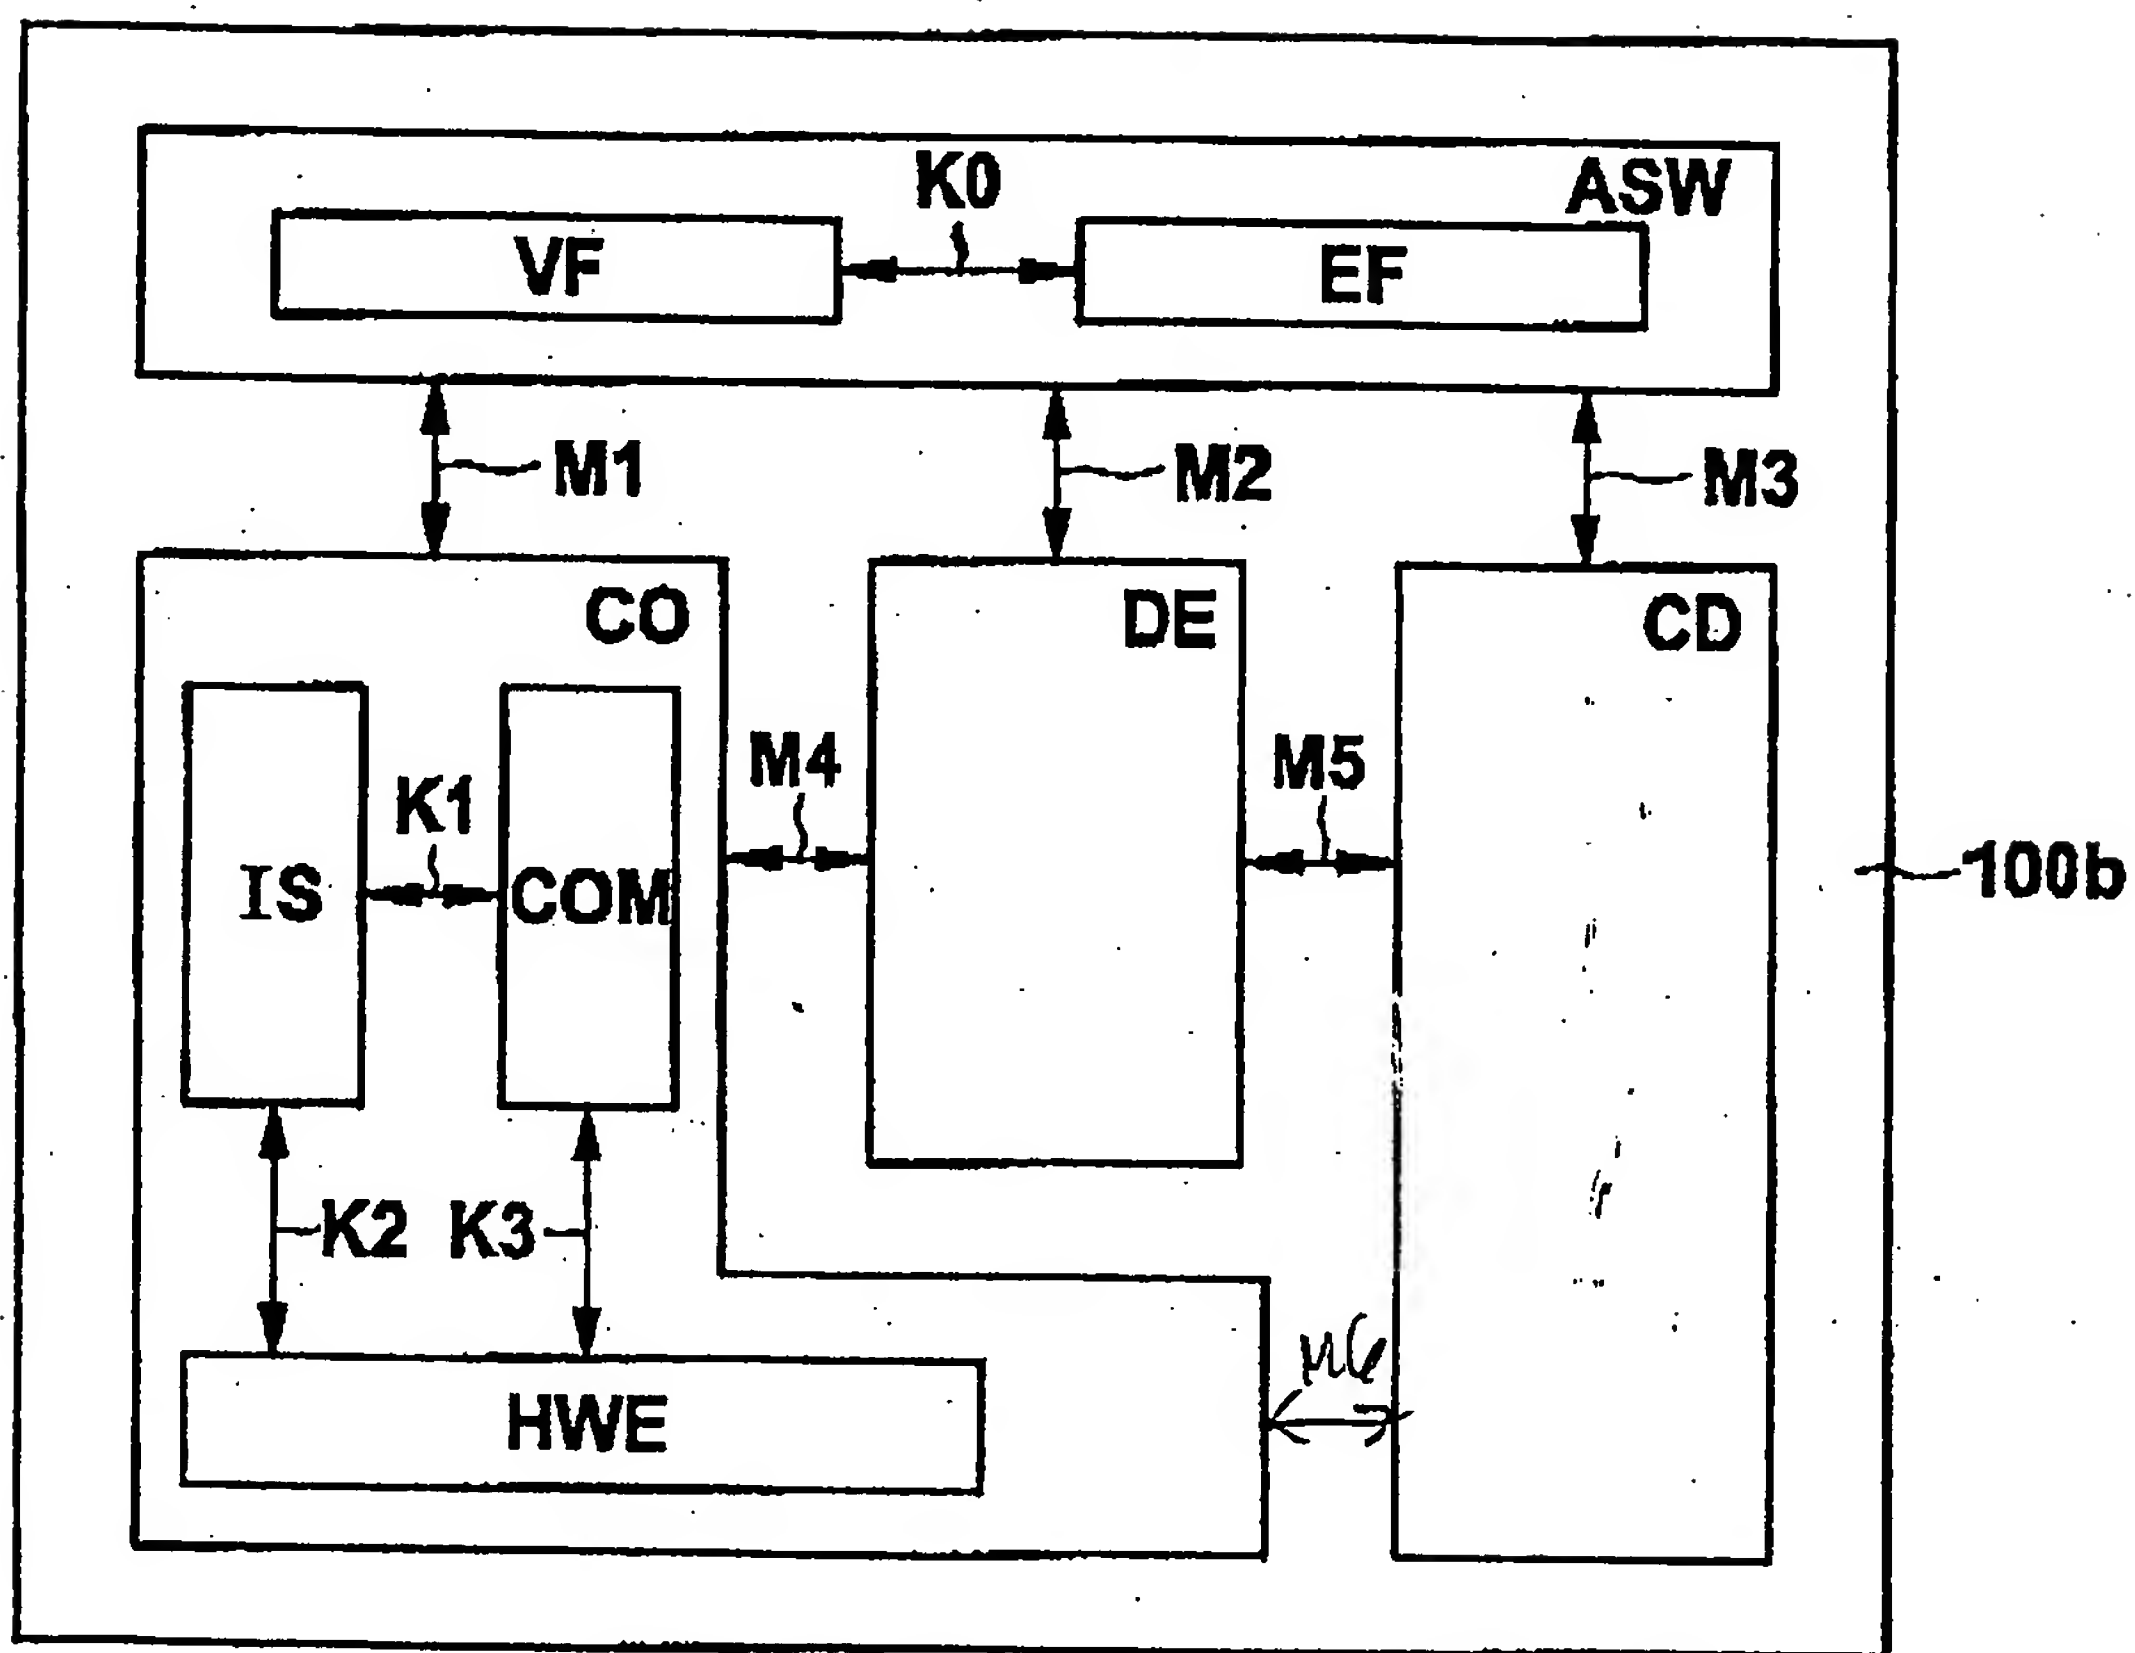 K0 ASW
VF EF
M1 M2 M3
CO DE CD
M4 M5
K1
IS COM 100b
K2 K3
M6
HWE